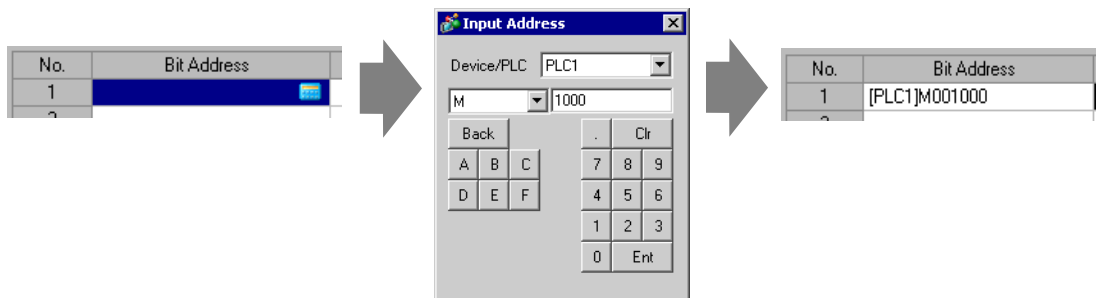 No. Bit Address
1
2
Input Address
Device/PLC PLC1
M 1000
Back . Clr
A B C 7 8 9
D E F 4 5 6
1 2 3
0 Ent
No. Bit Address
1 [PLC1]M001000